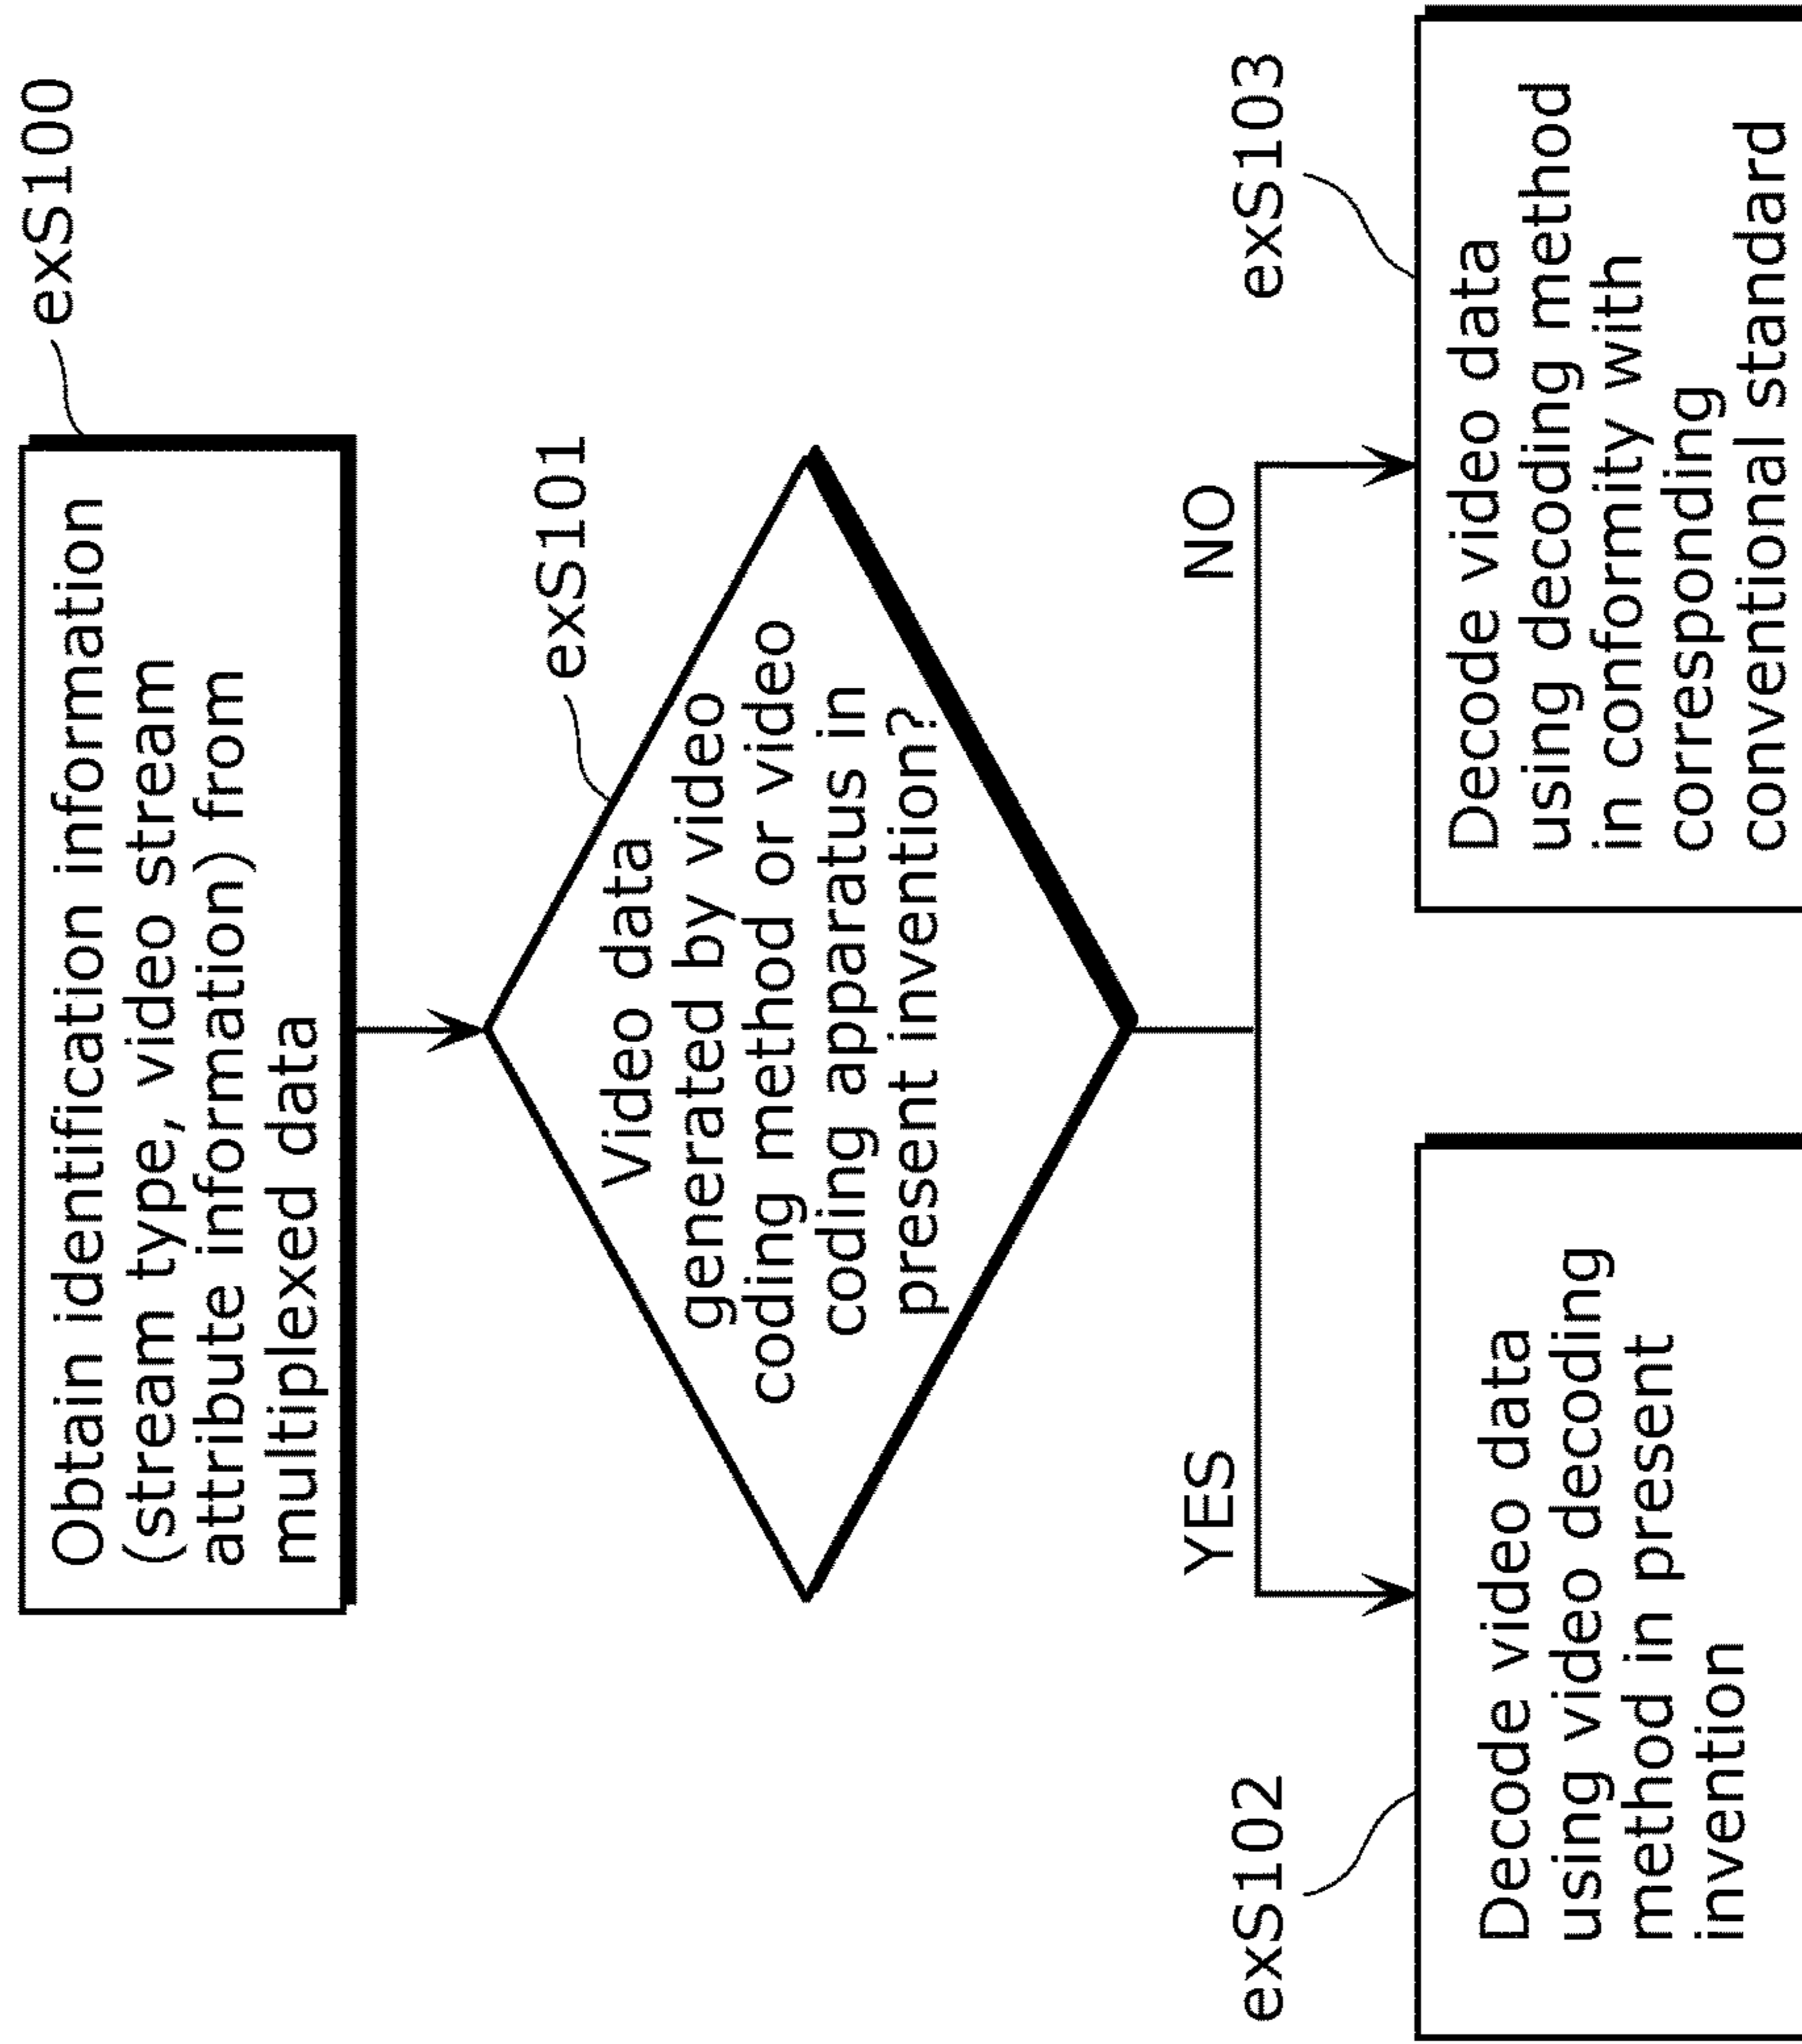 exS100
Obtain identification information
(stream type, video stream
attribute information) from
multiplexed data
exS101
Video data
generated by video
coding method or video
coding apparatus in
present invention?
YES
NO
exS102
exS103
Decode video data
using video decoding
method in present
invention
Decode video data
using decoding method
in conformity with
corresponding
conventional standard